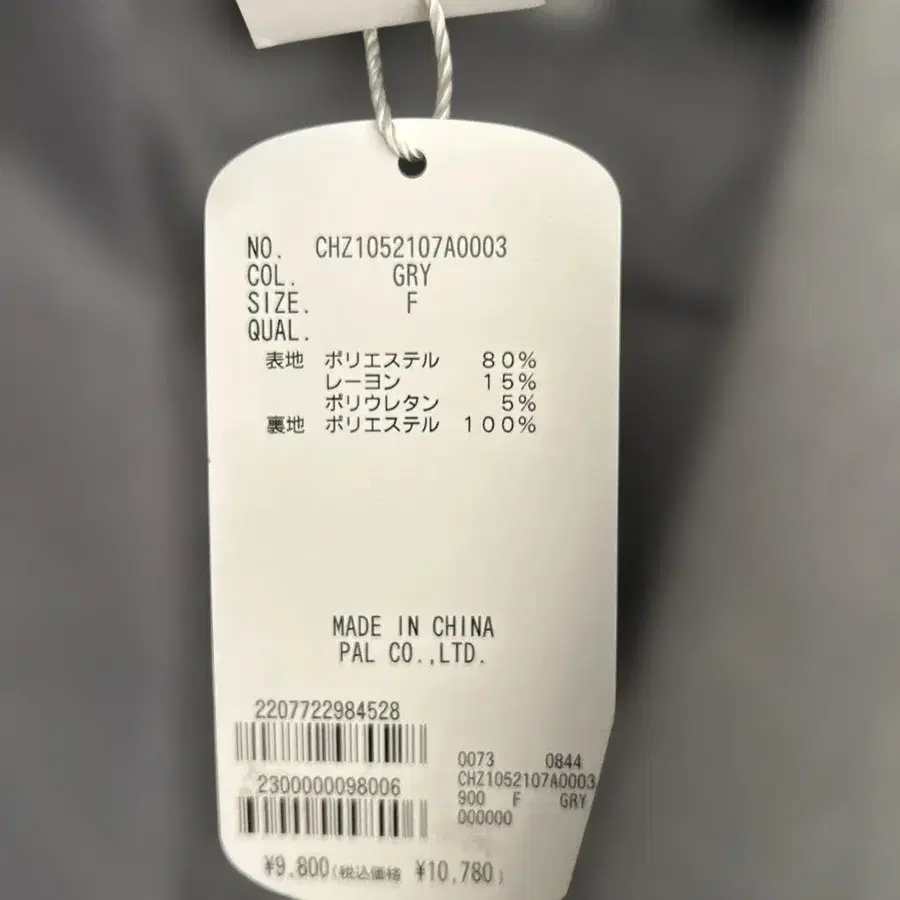 NO. CHZ1052107A0003
COL. GRY
SIZE. F
QUAL.
表地 ポリエステル 80%
レーヨン 15%
ポリウレタン 5%
裏地 ポリエステル 100%
MADE IN CHINA
PAL CO.,LTD.
2207722984528
2300000098006
0073 0844
CHZ1052107A0003
900 F GRY
000000
¥9,800(税込価格 ¥10,780)